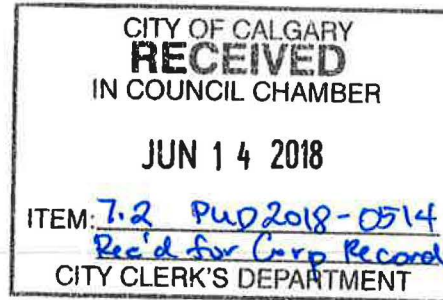 CITY OF CALGARY
RECEIVED
IN COUNCIL CHAMBER
JUN 14 2018
ITEM: 7.2 PUD2018-0514
Rec'd for Corp Record
CITY CLERK'S DEPARTMENT